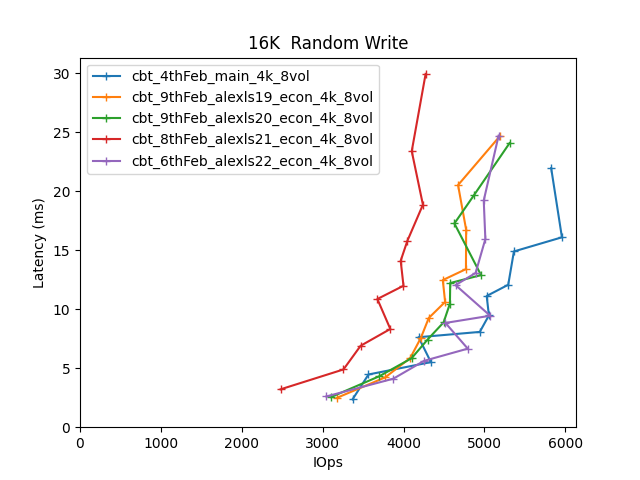 16K  Random Write
cbt_4thFeb_main_4k_8vol
cbt_9thFeb_alexls19_econ_4k_8vol
cbt_9thFeb_alexls20_econ_4k_8vol
cbt_8thFeb_alexls21_econ_4k_8vol
cbt_6thFeb_alexls22_econ_4k_8vol
Latency (ms)
30
25
20
15
10
5
0
0 1000 2000 3000 4000 5000 6000
IOps